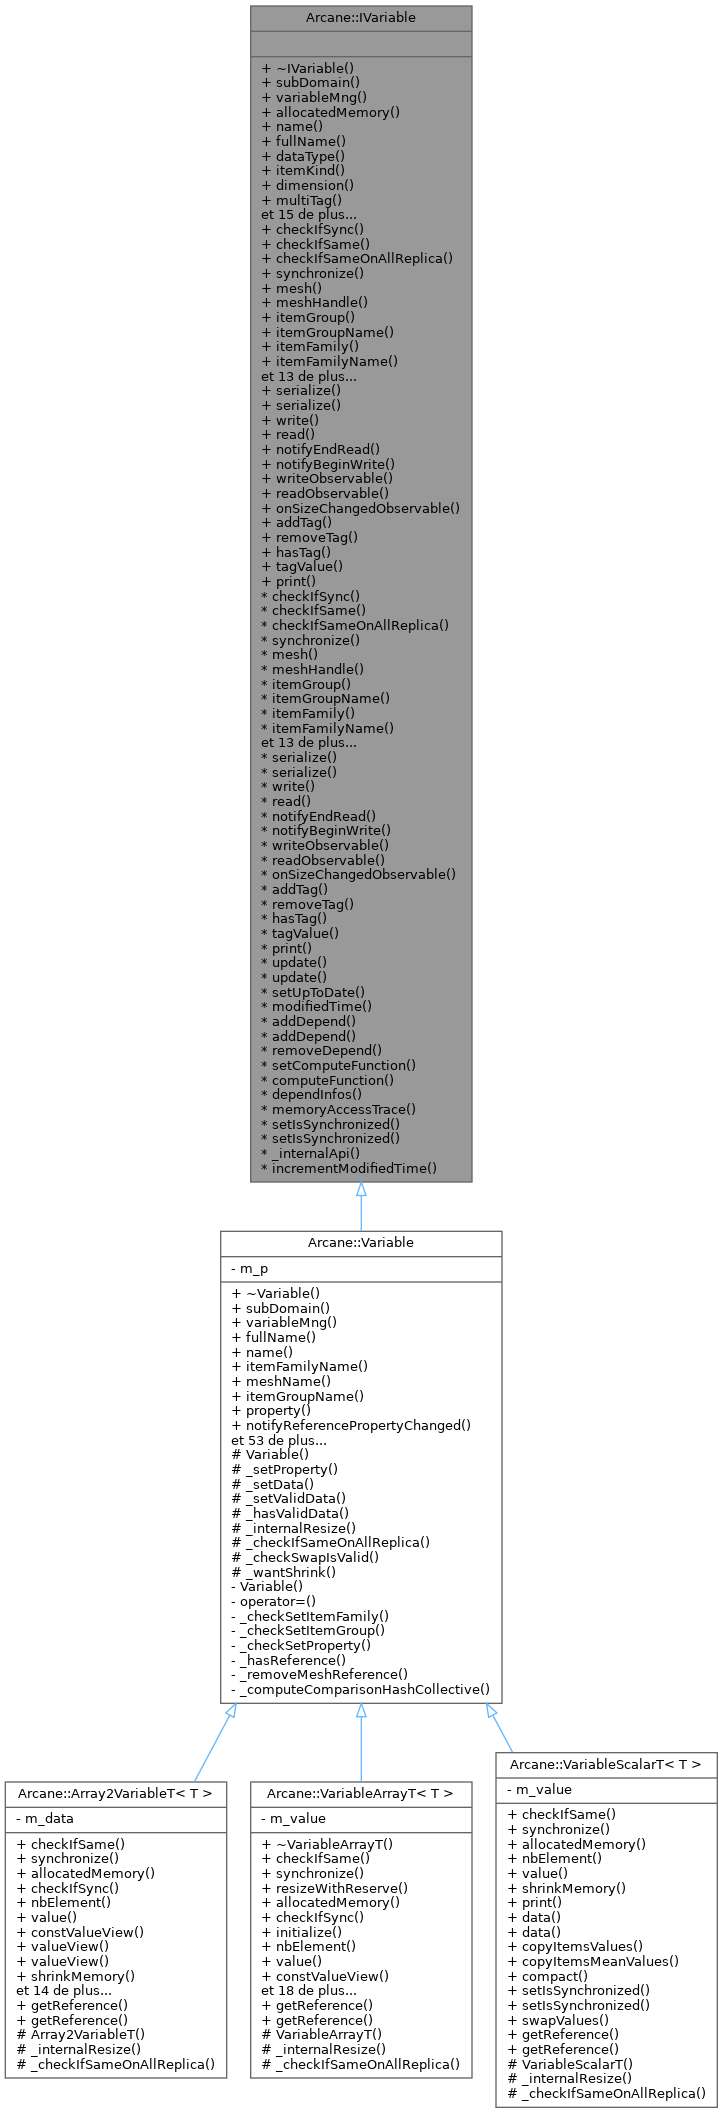 Arcane::IVariable
+ ~IVariable()
+ subDomain()
+ variableMng()
+ allocatedMemory()
+ name()
+ fullName()
+ dataType()
+ itemKind()
+ dimension()
+ multiTag()
et 15 de plus...
+ checkIfSync()
+ checkIfSame()
+ checkIfSameOnAllReplica()
+ synchronize()
+ mesh()
+ meshHandle()
+ itemGroup()
+ itemGroupName()
+ itemFamily()
+ itemFamilyName()
et 13 de plus...
+ serialize()
+ serialize()
+ write()
+ read()
+ notifyEndRead()
+ notifyBeginWrite()
+ writeObservable()
+ readObservable()
+ onSizeChangedObservable()
+ addTag()
+ removeTag()
+ hasTag()
+ tagValue()
+ print()
* checkIfSync()
* checkIfSame()
* checkIfSameOnAllReplica()
* synchronize()
* mesh()
* meshHandle()
* itemGroup()
* itemGroupName()
* itemFamily()
* itemFamilyName()
et 13 de plus...
* serialize()
* serialize()
* write()
* read()
* notifyEndRead()
* notifyBeginWrite()
* writeObservable()
* readObservable()
* onSizeChangedObservable()
* addTag()
* removeTag()
* hasTag()
* tagValue()
* print()
* update()
* update()
* setUpToDate()
* modifiedTime()
* addDepend()
* addDepend()
* removeDepend()
* setComputeFunction()
* computeFunction()
* dependInfos()
* memoryAccessTrace()
* setIsSynchronized()
* setIsSynchronized()
* _internalApi()
* incrementModifiedTime()
Arcane::Variable
- m_p
+ ~Variable()
+ subDomain()
+ variableMng()
+ fullName()
+ name()
+ itemFamilyName()
+ meshName()
+ itemGroupName()
+ property()
+ notifyReferencePropertyChanged()
et 53 de plus...
# Variable()
# _setProperty()
# _setData()
# _setValidData()
# _hasValidData()
# _internalResize()
# _checkIfSameOnAllReplica()
# _checkSwapIsValid()
# _wantShrink()
- Variable()
- operator=()
- _checkSetItemFamily()
- _checkSetItemGroup()
- _checkSetProperty()
- _hasReference()
- _removeMeshReference()
- _computeComparisonHashCollective()
Arcane::Array2VariableT< T >
- m_data
+ checkIfSame()
+ synchronize()
+ allocatedMemory()
+ checkIfSync()
+ nbElement()
+ value()
+ constValueView()
+ valueView()
+ valueView()
+ shrinkMemory()
et 14 de plus...
+ getReference()
+ getReference()
# Array2VariableT()
# _internalResize()
# _checkIfSameOnAllReplica()
Arcane::VariableArrayT< T >
- m_value
+ ~VariableArrayT()
+ checkIfSame()
+ synchronize()
+ resizeWithReserve()
+ allocatedMemory()
+ checkIfSync()
+ initialize()
+ nbElement()
+ value()
+ constValueView()
et 18 de plus...
+ getReference()
+ getReference()
# VariableArrayT()
# _internalResize()
# _checkIfSameOnAllReplica()
Arcane::VariableScalarT< T >
- m_value
+ checkIfSame()
+ synchronize()
+ allocatedMemory()
+ nbElement()
+ value()
+ shrinkMemory()
+ print()
+ data()
+ data()
+ copyItemsValues()
+ copyItemsMeanValues()
+ compact()
+ setIsSynchronized()
+ setIsSynchronized()
+ swapValues()
+ getReference()
+ getReference()
# VariableScalarT()
# _internalResize()
# _checkIfSameOnAllReplica()